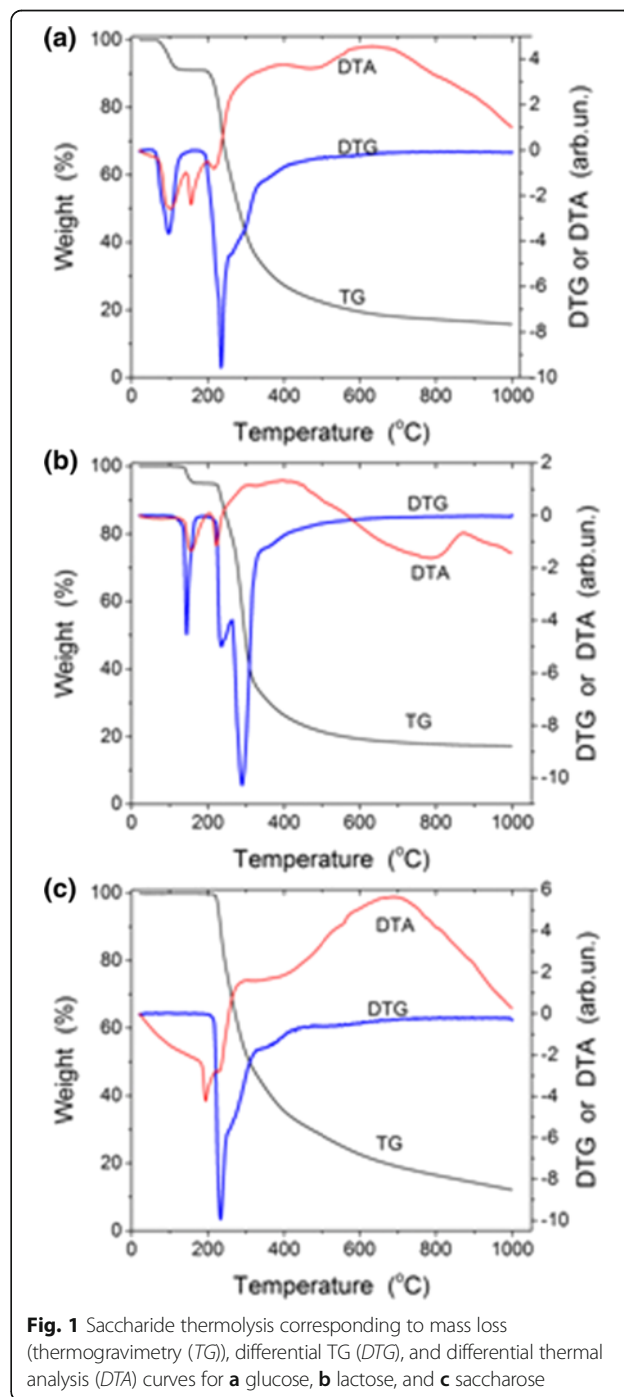 (a)
100
80
60
40
20
0
Weight (%)
DTA
DTG
TG
4
2
0
-2
-4
-6
-8
-10
DTG or DTA (arb.un.)
0 200 400 600 800 1000
Temperature (°C)
(b)
100
80
60
40
20
0
Weight (%)
DTG
DTA
TG
2
0
-2
-4
-6
-8
-10
DTG or DTA (arb.un.)
0 200 400 600 800 1000
Temperature (°C)
(c)
100
80
60
40
20
0
Weight (%)
DTA
DTG
TG
6
4
2
0
-2
-4
-6
-8
-10
DTG or DTA (arb.un.)
0 200 400 600 800 1000
Temperature (°C)
Fig. 1 Saccharide thermolysis corresponding to mass loss
(thermogravimetry (TG)), differential TG (DTG), and differential thermal
analysis (DTA) curves for a glucose, b lactose, and c saccharose